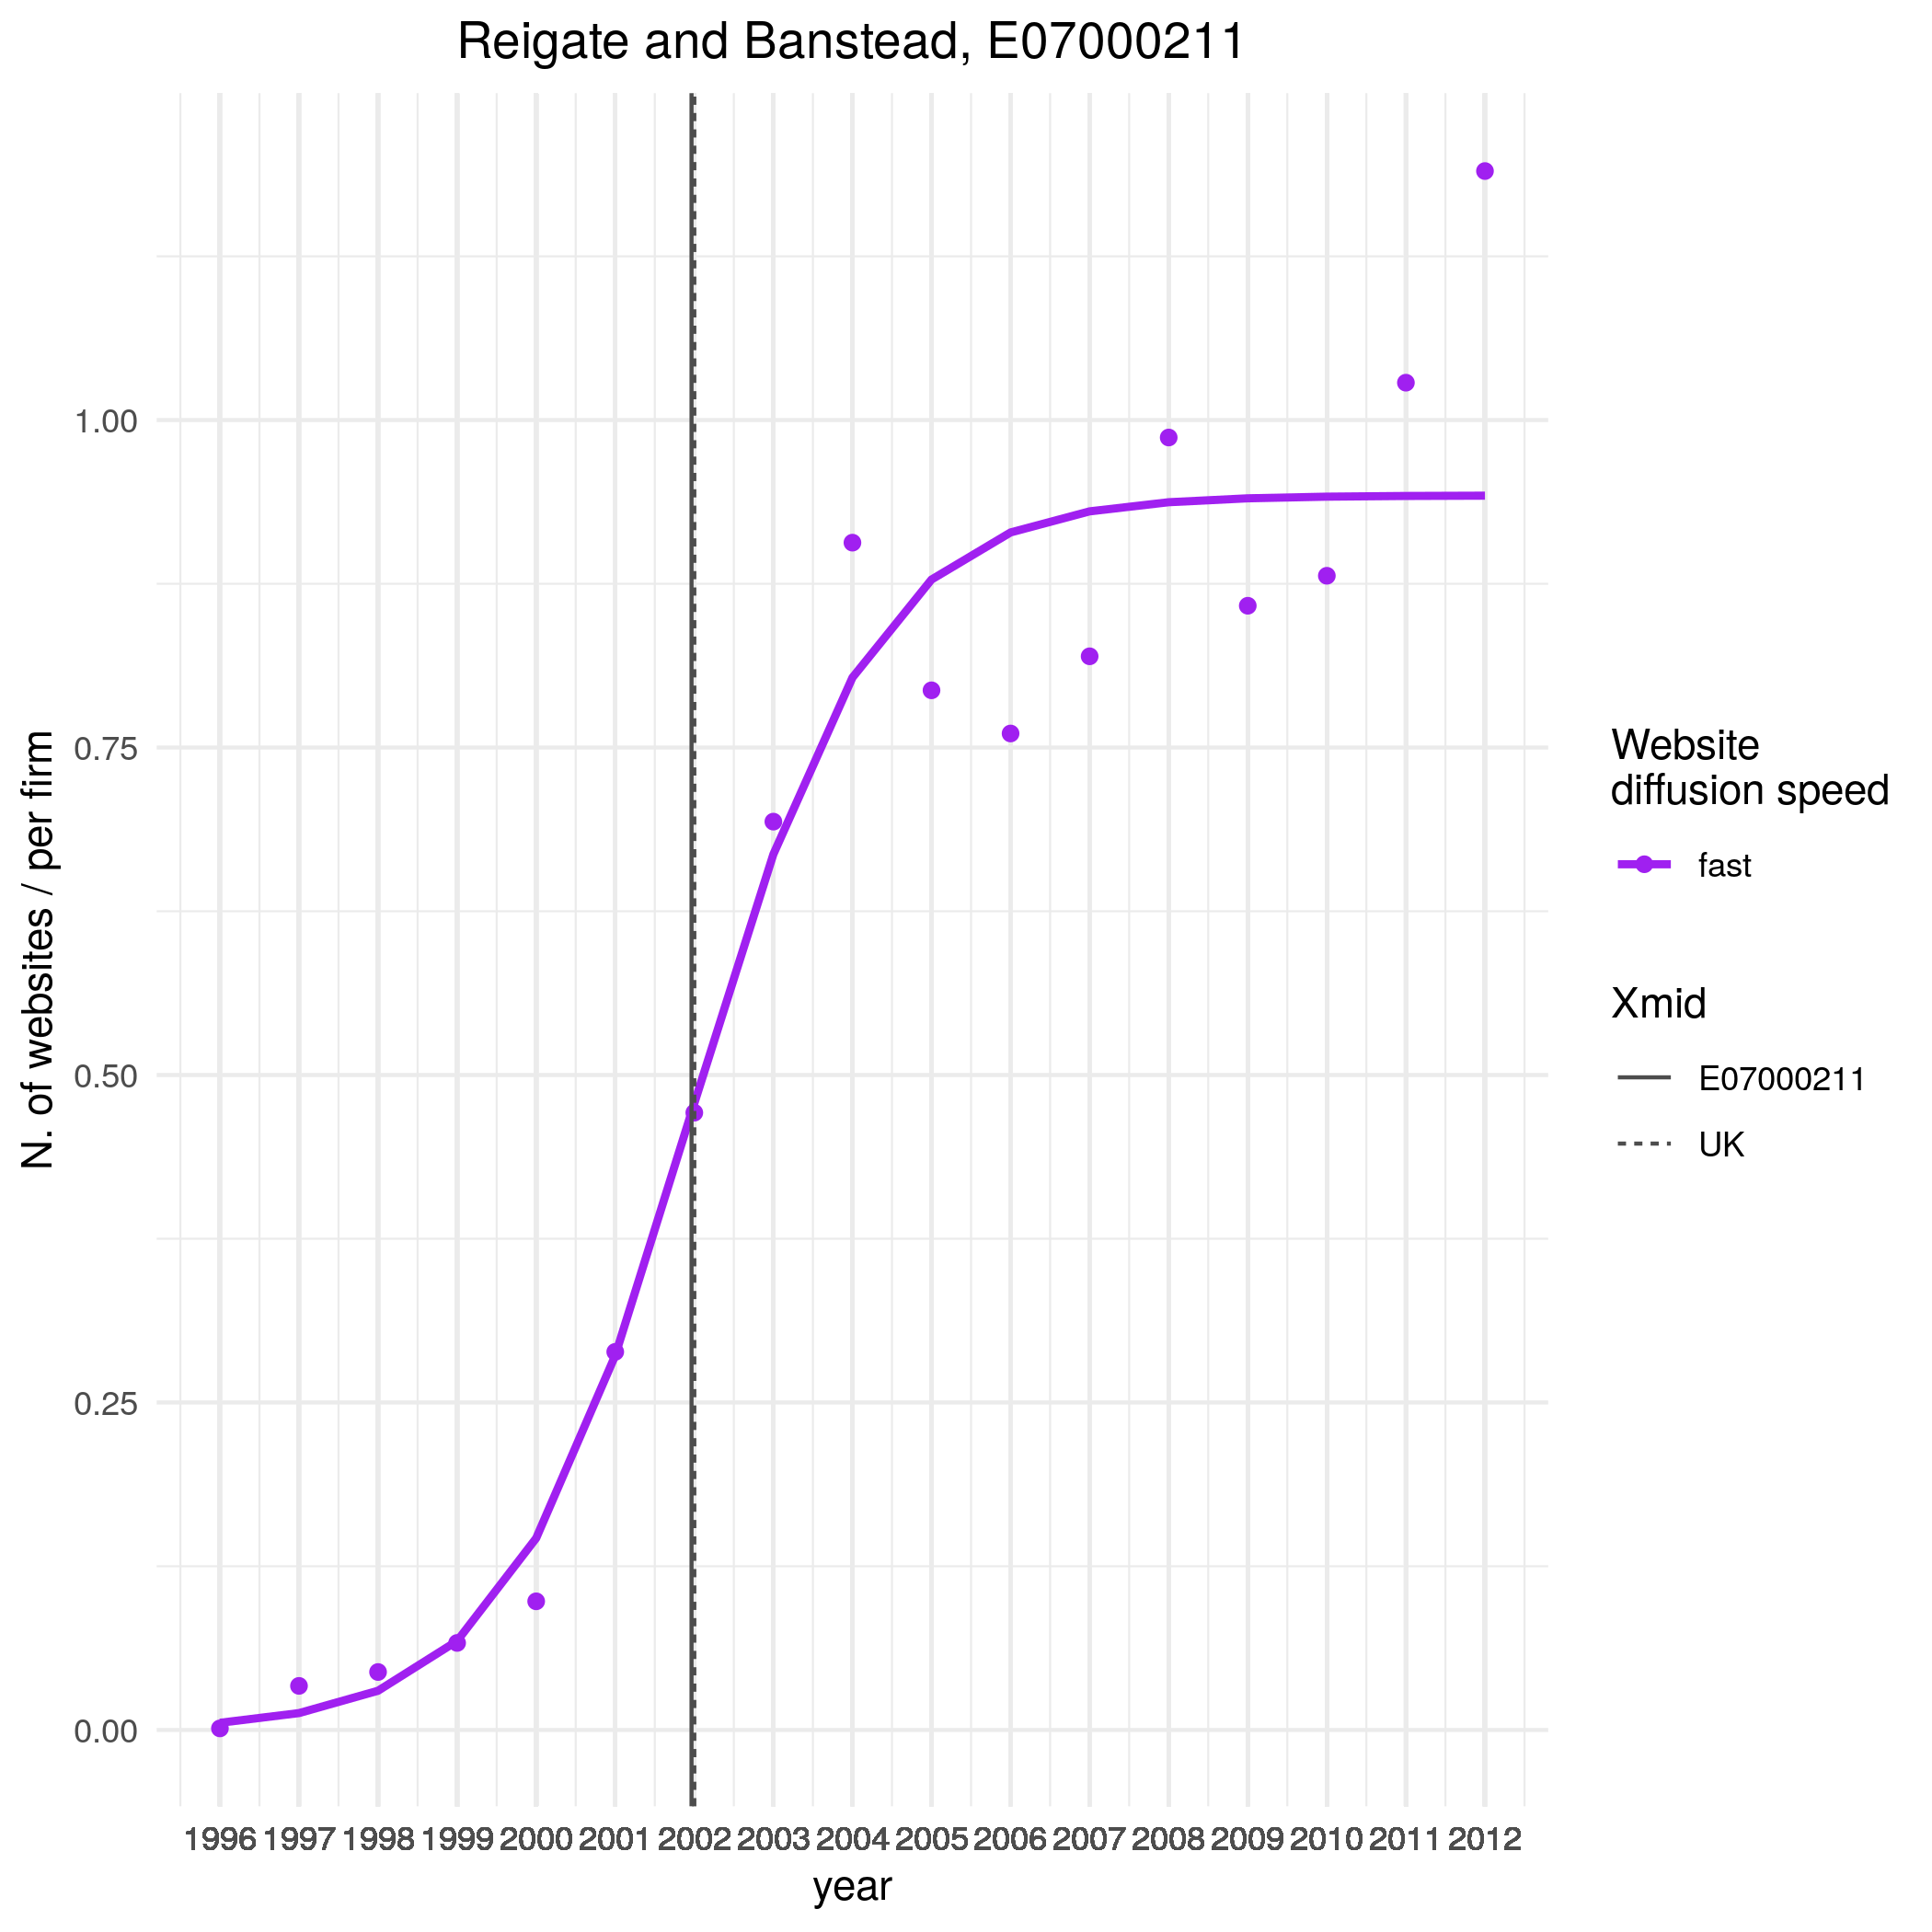 Reigate and Banstead, E07000211
N. of websites / per firm
1.00
0.75
0.50
0.25
0.00
1996 1997 1998 1999 2000 2001 2002 2003 2004 2005 2006 2007 2008 2009 2010 2011 2012
year
Website
diffusion speed
fast
Xmid
E07000211
UK